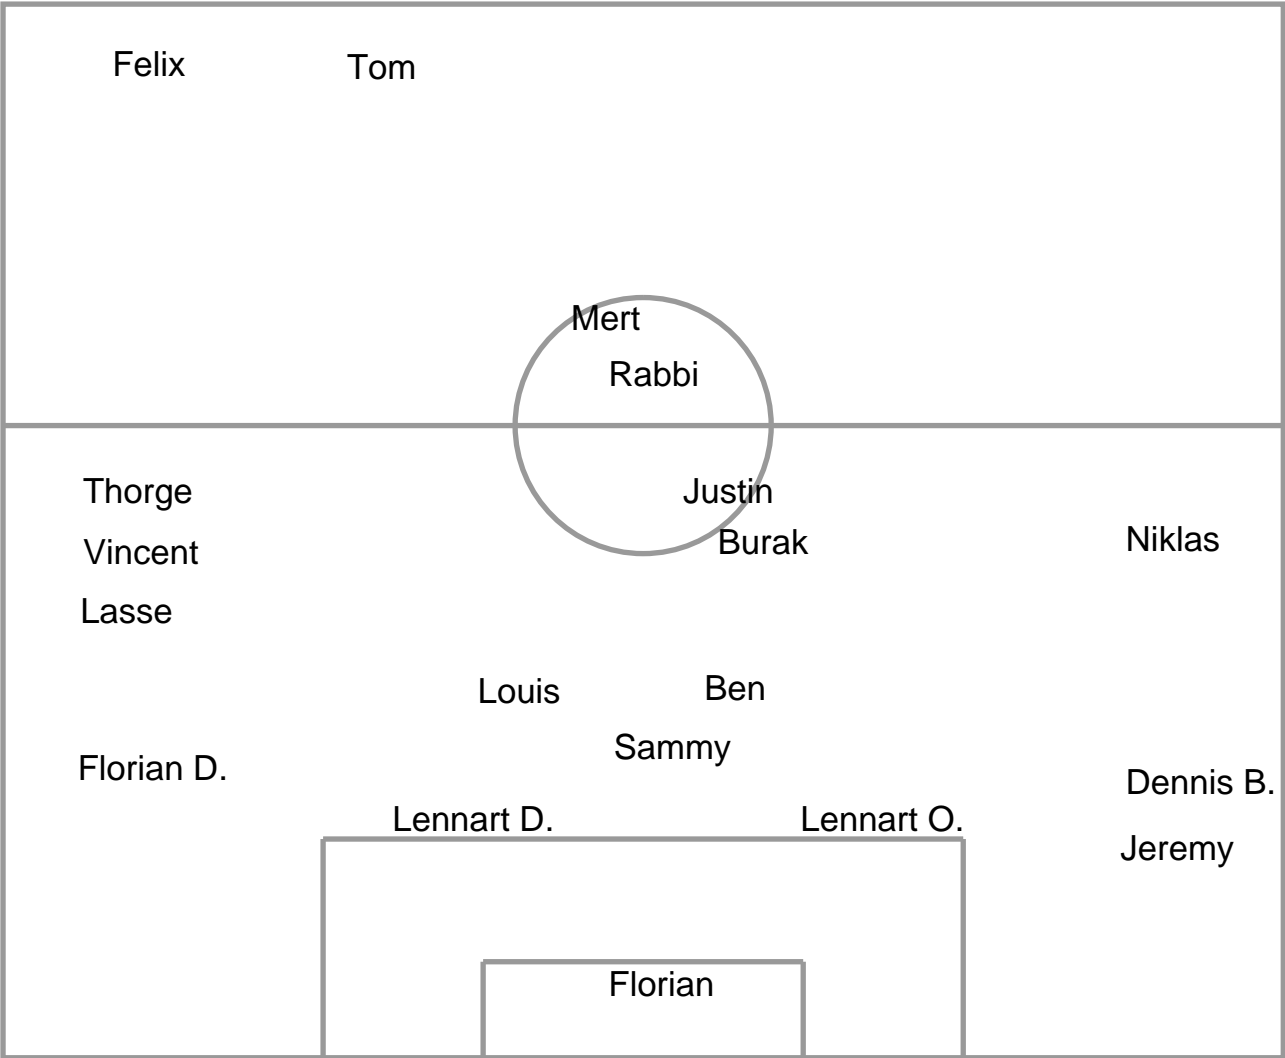 Felix
Tom
Mert
Rabbi
Thorge
Justin
Niklas
Burak
Vincent
Lasse
Louis
Ben
Sammy
Florian D.
Dennis B.
Lennart D.
Lennart O.
Jeremy
Florian